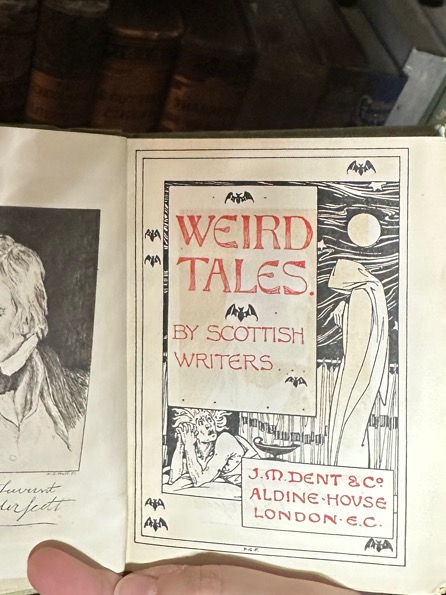 WEIRD
TALES.
BY SCOTTISH
WRITERS...
J. M. DENT & Co
ALDINE · HOUSE
LONDON · E.C.